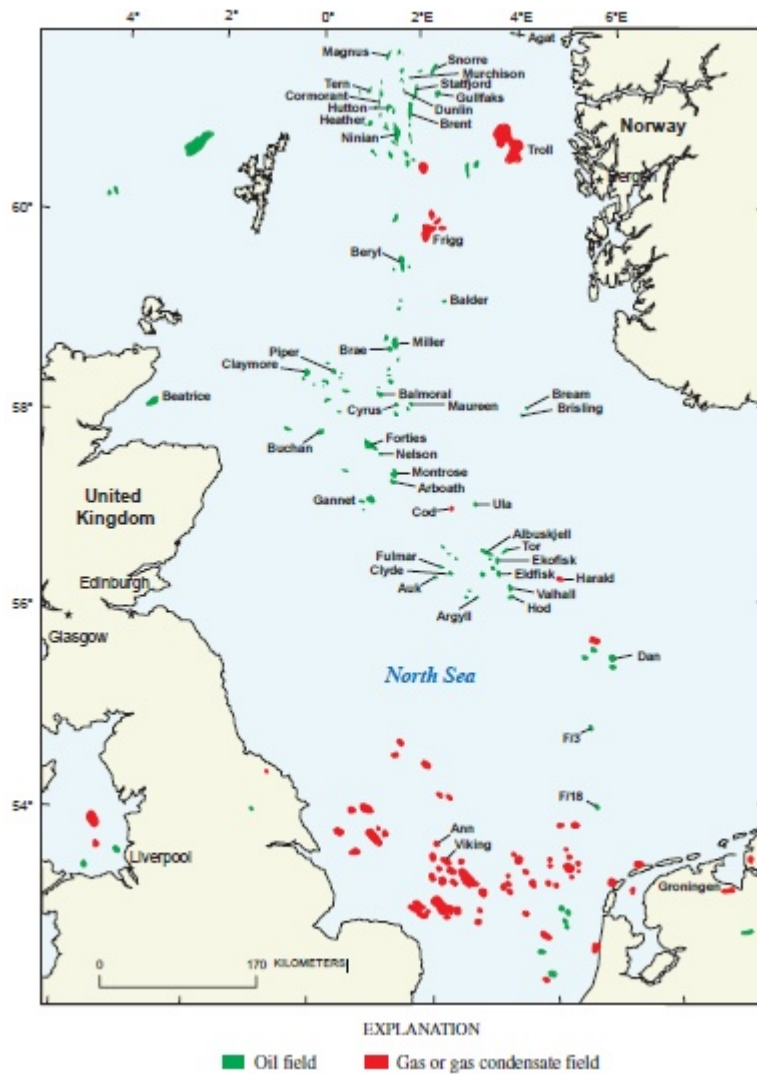 4° 0° 2°E 4°E 6°E
Agat
Magnus
Snorre
Murchison
Tern
Statfjord
Cormorant
Gullfaks
Hutton
Dunlin
Heather
Brent
Norway
Ninian
Troll
Bergen
60°
Frigg
Beryl
Balder
Piper
Brae
Miller
Claymore
Beatrice
Balmoral
Bream
58°
Cyrus
Maureen
Brisling
Buchan
Forties
Nelson
Montrose
Arboath
United
Kingdom
Gannet
Cod
Ula
Albuskjell
Tor
Fulmar
Ekofisk
Clyde
Eldfisk
Harald
Edinburgh
Auk
Valhall
56°
Argyll
Hod
Glasgow
North Sea
Dan
F/3
54°
F/18
Ann
Viking
Liverpool
Groningen
0 170 KILOMETERS
EXPLANATION
Oil field Gas or gas condensate field